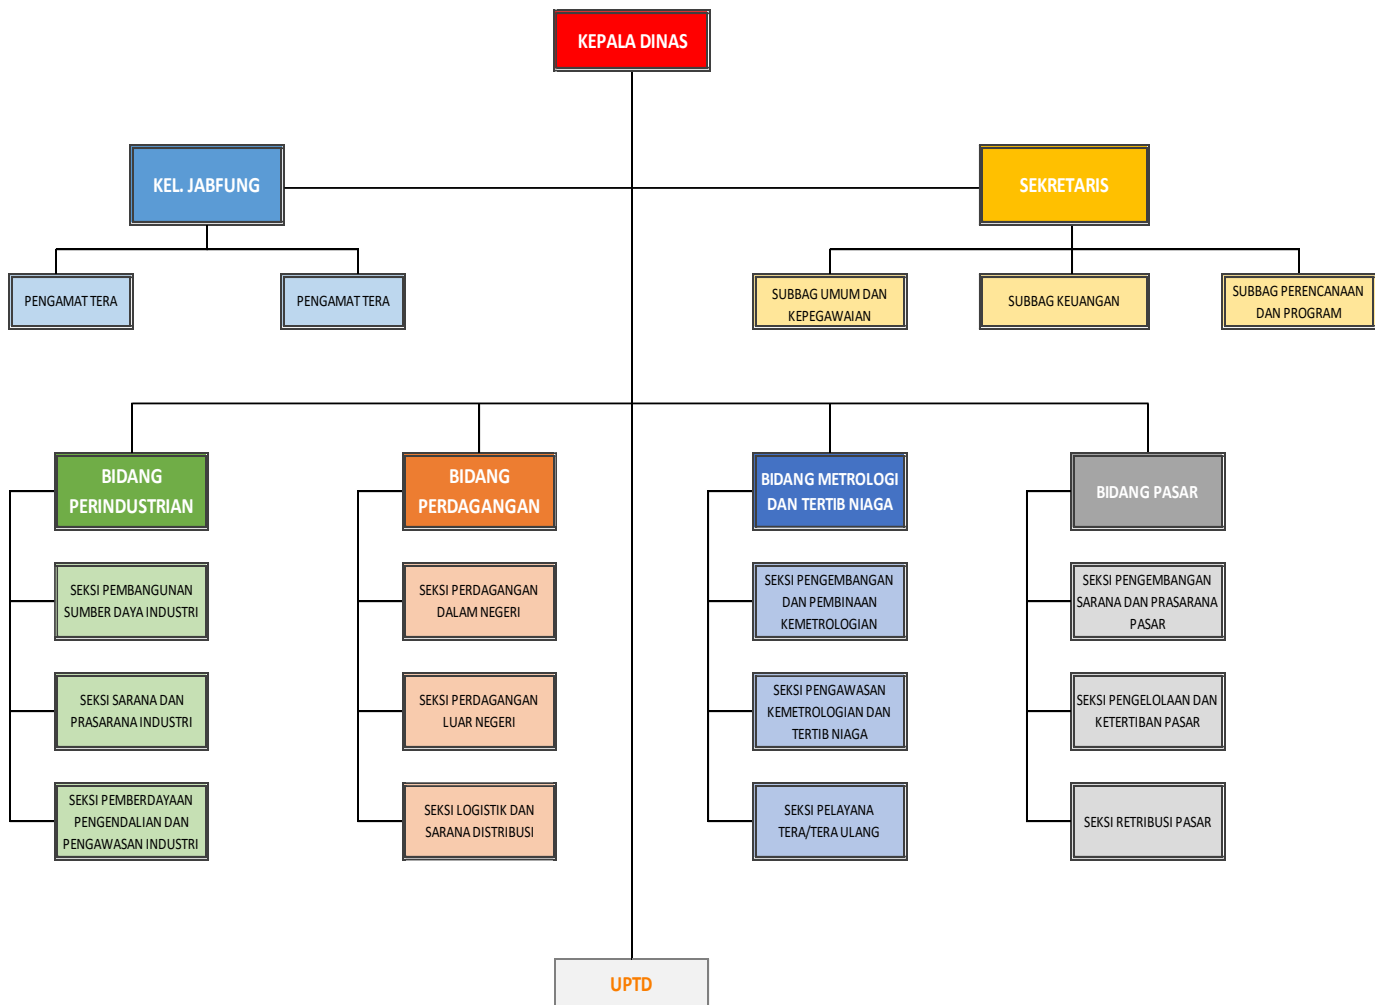 KEPALA DINAS
KEL. JABFUNG
SEKRETARIS
PENGAMAT TERA
PENGAMAT TERA
SUBBAG UMUM DAN
KEPEGAWAIAN
SUBBAG KEUANGAN
SUBBAG PERENCANAAN
DAN PROGRAM
BIDANG
PERINDUSTRIAN
BIDANG
PERDAGANGAN
BIDANG METROLOGI
DAN TERTIB NIAGA
BIDANG PASAR
SEKSI PEMBANGUNAN
SUMBER DAYA INDUSTRI
SEKSI PERDAGANGAN
DALAM NEGERI
SEKSI PENGEMBANGAN
DAN PEMBINAAN
KEMETROLOGIAN
SEKSI PENGEMBANGAN
SARANA DAN PRASARANA
PASAR
SEKSI SARANA DAN
PRASARANA INDUSTRI
SEKSI PERDAGANGAN
LUAR NEGERI
SEKSI PENGAWASAN
KEMETROLOGIAN DAN
TERTIB NIAGA
SEKSI PENGELOLAAN DAN
KETERTIBAN PASAR
SEKSI PEMBERDAYAAN
PENGENDALIAN DAN
PENGAWASAN INDUSTRI
SEKSI LOGISTIK DAN
SARANA DISTRIBUSI
SEKSI PELAYANA
TERA/TERA ULANG
SEKSI RETRIBUSI PASAR
UPTD